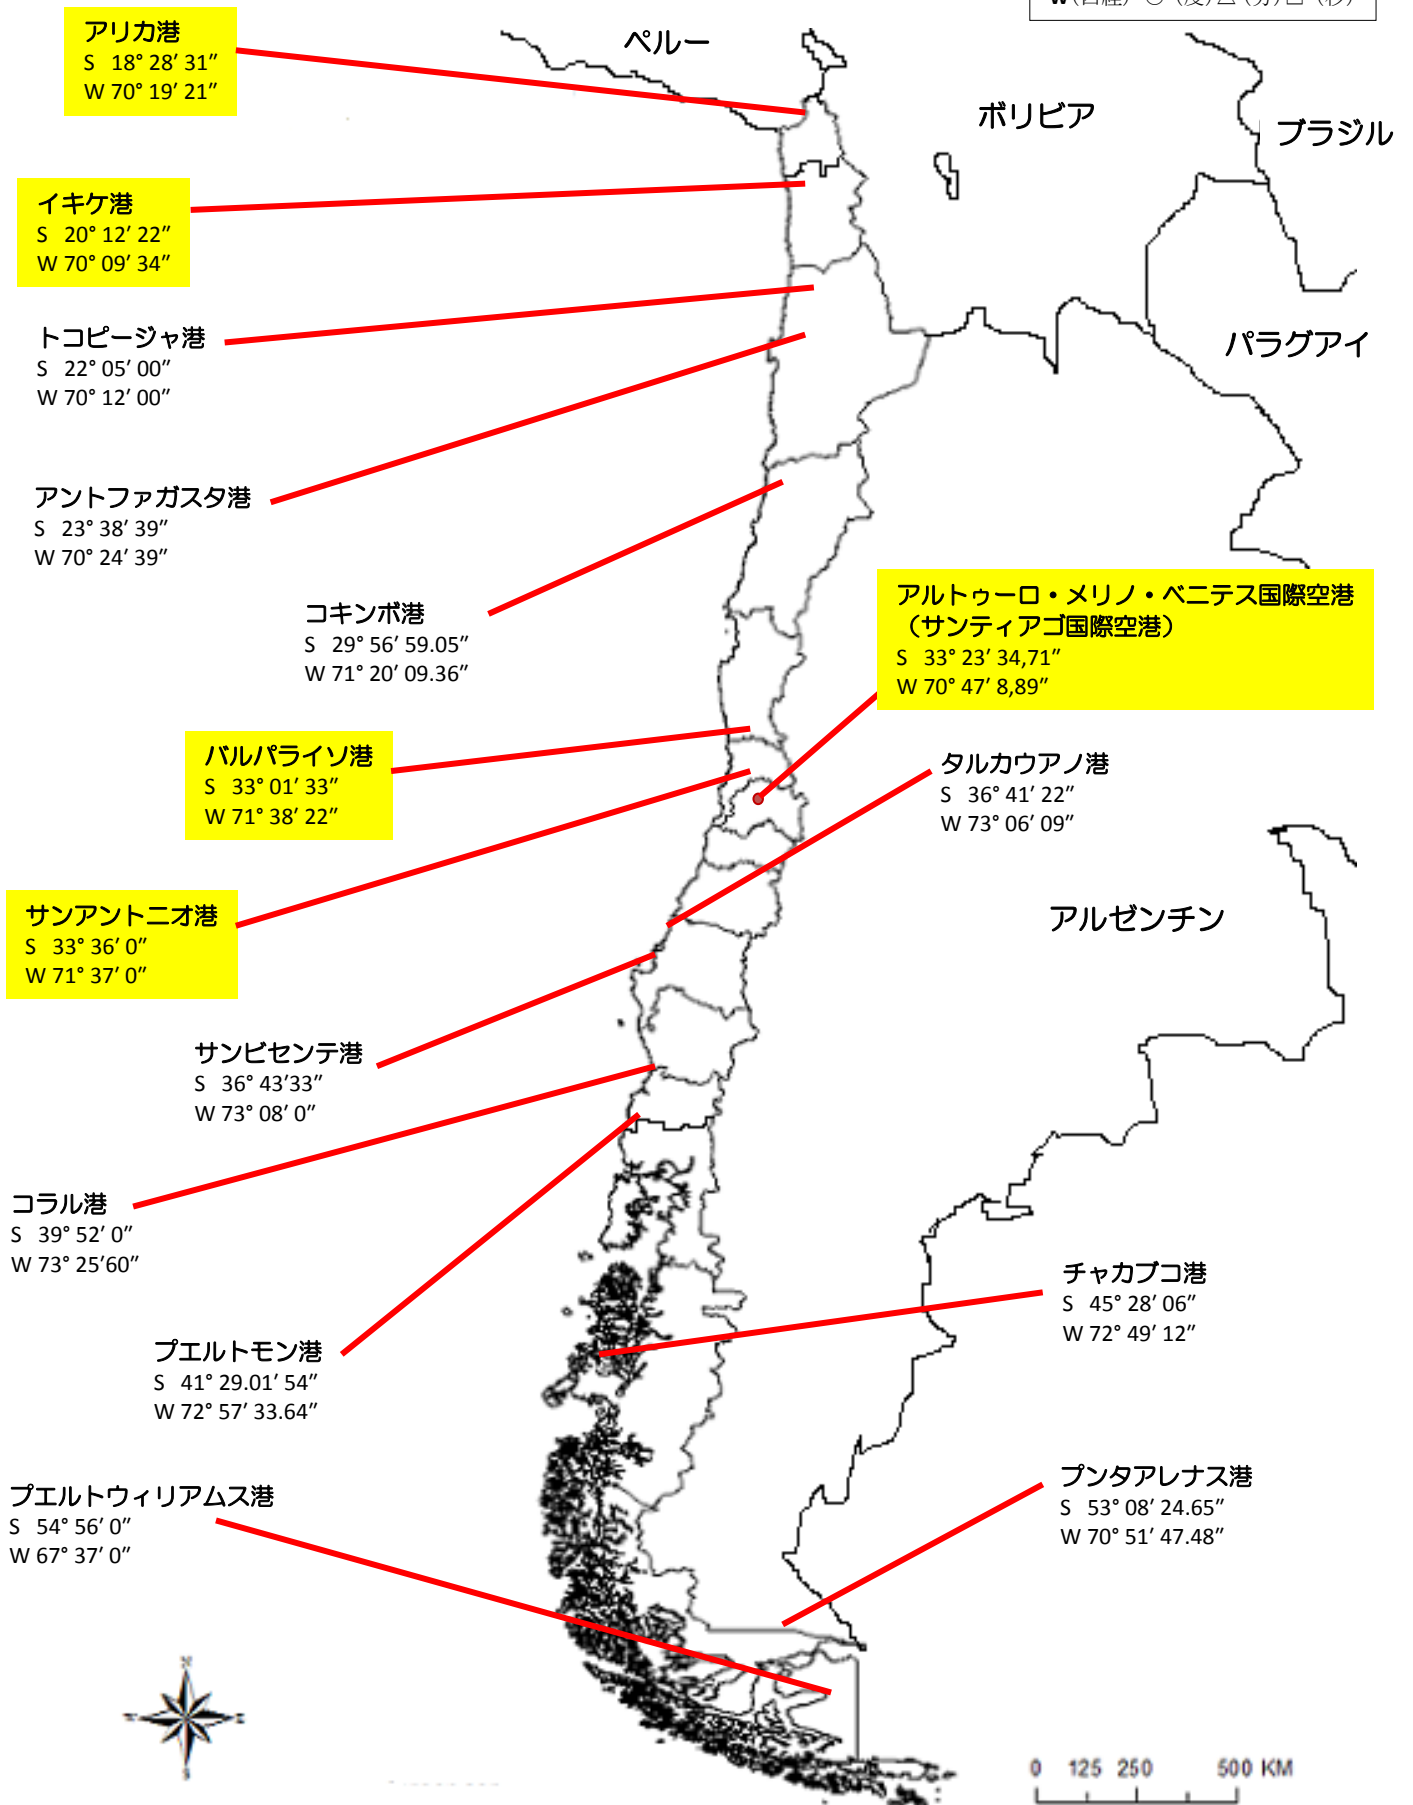 アリカ港
S 18° 28′ 31″
W 70° 19′ 21″
ペルー
ボリビア
ブラジル
イキケ港
S 20° 12′ 22″
W 70° 09′ 34″
トコピージャ港
S 22° 05′ 00″
W 70° 12′ 00″
パラグアイ
アントファガスタ港
S 23° 38′ 39″
W 70° 24′ 39″
コキンボ港
S 29° 56′ 59.05″
W 71° 20′ 09.36″
アルトゥーロ・メリノ・ベニテス国際空港
（サンティアゴ国際空港）
S 33° 23′ 34,71″
W 70° 47′ 8,89″
バルパライソ港
S 33° 01′ 33″
W 71° 38′ 22″
タルカウアノ港
S 36° 41′ 22″
W 73° 06′ 09″
サンアントニオ港
S 33° 36′ 0″
W 71° 37′ 0″
アルゼンチン
サンビセンテ港
S 36° 43′33″
W 73° 08′ 0″
コラル港
S 39° 52′ 0″
W 73° 25′60″
チャカブコ港
S 45° 28′ 06″
W 72° 49′ 12″
プエルトモン港
S 41° 29.01′ 54″
W 72° 57′ 33.64″
プンタアレナス港
S 53° 08′ 24.65″
W 70° 51′ 47.48″
プエルトウィリアムス港
S 54° 56′ 0″
W 67° 37′ 0″
0 125 250 500 KM